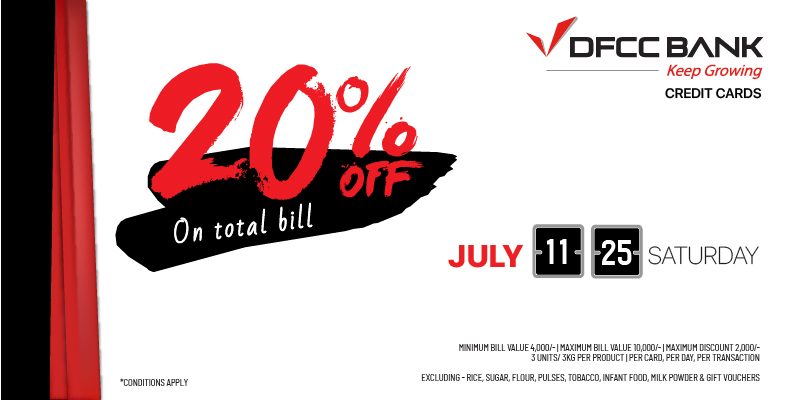 DFCC BANK
Keep Growing
CREDIT CARDS
20% OFF
On total bill
JULY 11 25 SATURDAY
MINIMUM BILL VALUE 4,000/- | MAXIMUM BILL VALUE 10,000/- | MAXIMUM DISCOUNT 2,000/-
3 UNITS/ 3KG PER PRODUCT | PER CARD, PER DAY, PER TRANSACTION
EXCLUDING - RICE, SUGAR, FLOUR, PULSES, TOBACCO, INFANT FOOD, MILK POWDER & GIFT VOUCHERS
*CONDITIONS APPLY